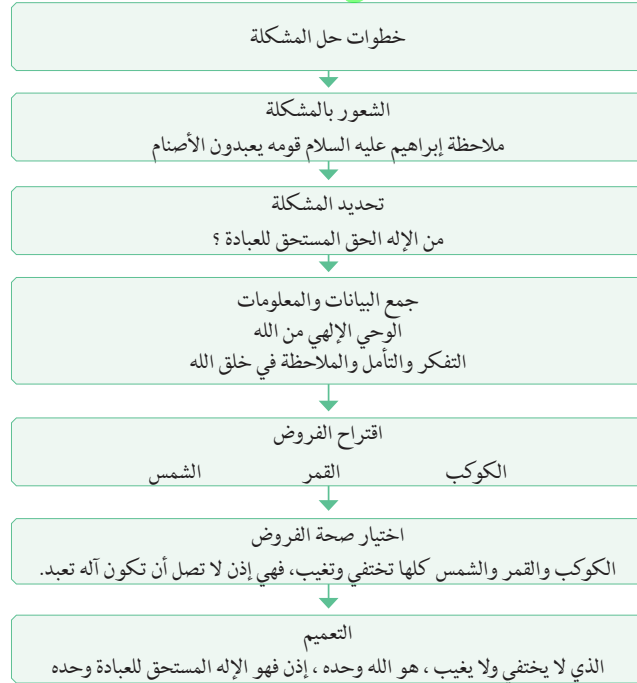 خطوات حل المشكلة
الشعور بالمشكلة
ملاحظة إبراهيم عليه السلام قومه يعبدون الأصنام
تحديد المشكلة
من الإله الحق المستحق للعبادة ؟
جمع البيانات والمعلومات
الوحي الإلهي من الله
التفكر والتأمل والملاحظة في خلق الله
اقتراح الفروض
الكوكب القمر الشمس
اختيار صحة الفروض
الكوكب والقمر والشمس كلها تختفي وتغيب، فهي إذن لا تصل أن تكون آله تعبد.
التعميم
الذي لا يختفي ولا يغيب ، هو الله وحده ، إذن فهو الإله المستحق للعبادة وحده